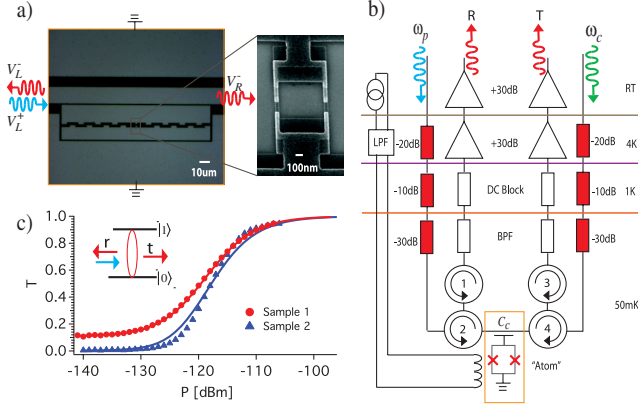 a)
V_L^-
V_L^+
V_R^-
10um
100nm
b)
ω_p
R
T
ω_c
+30dB
+30dB
RT
LPF
-20dB
+30dB
+30dB
-20dB
4K
-10dB
DC Block
-10dB
1K
-30dB
BPF
-30dB
1
3
2
4
50mK
C_c
"Atom"
c)
T
1.0
0.8
0.6
0.4
0.2
0.0
|1⟩
r
t
|0⟩
Sample 1
Sample 2
-140
-130
-120
-110
-100
P [dBm]